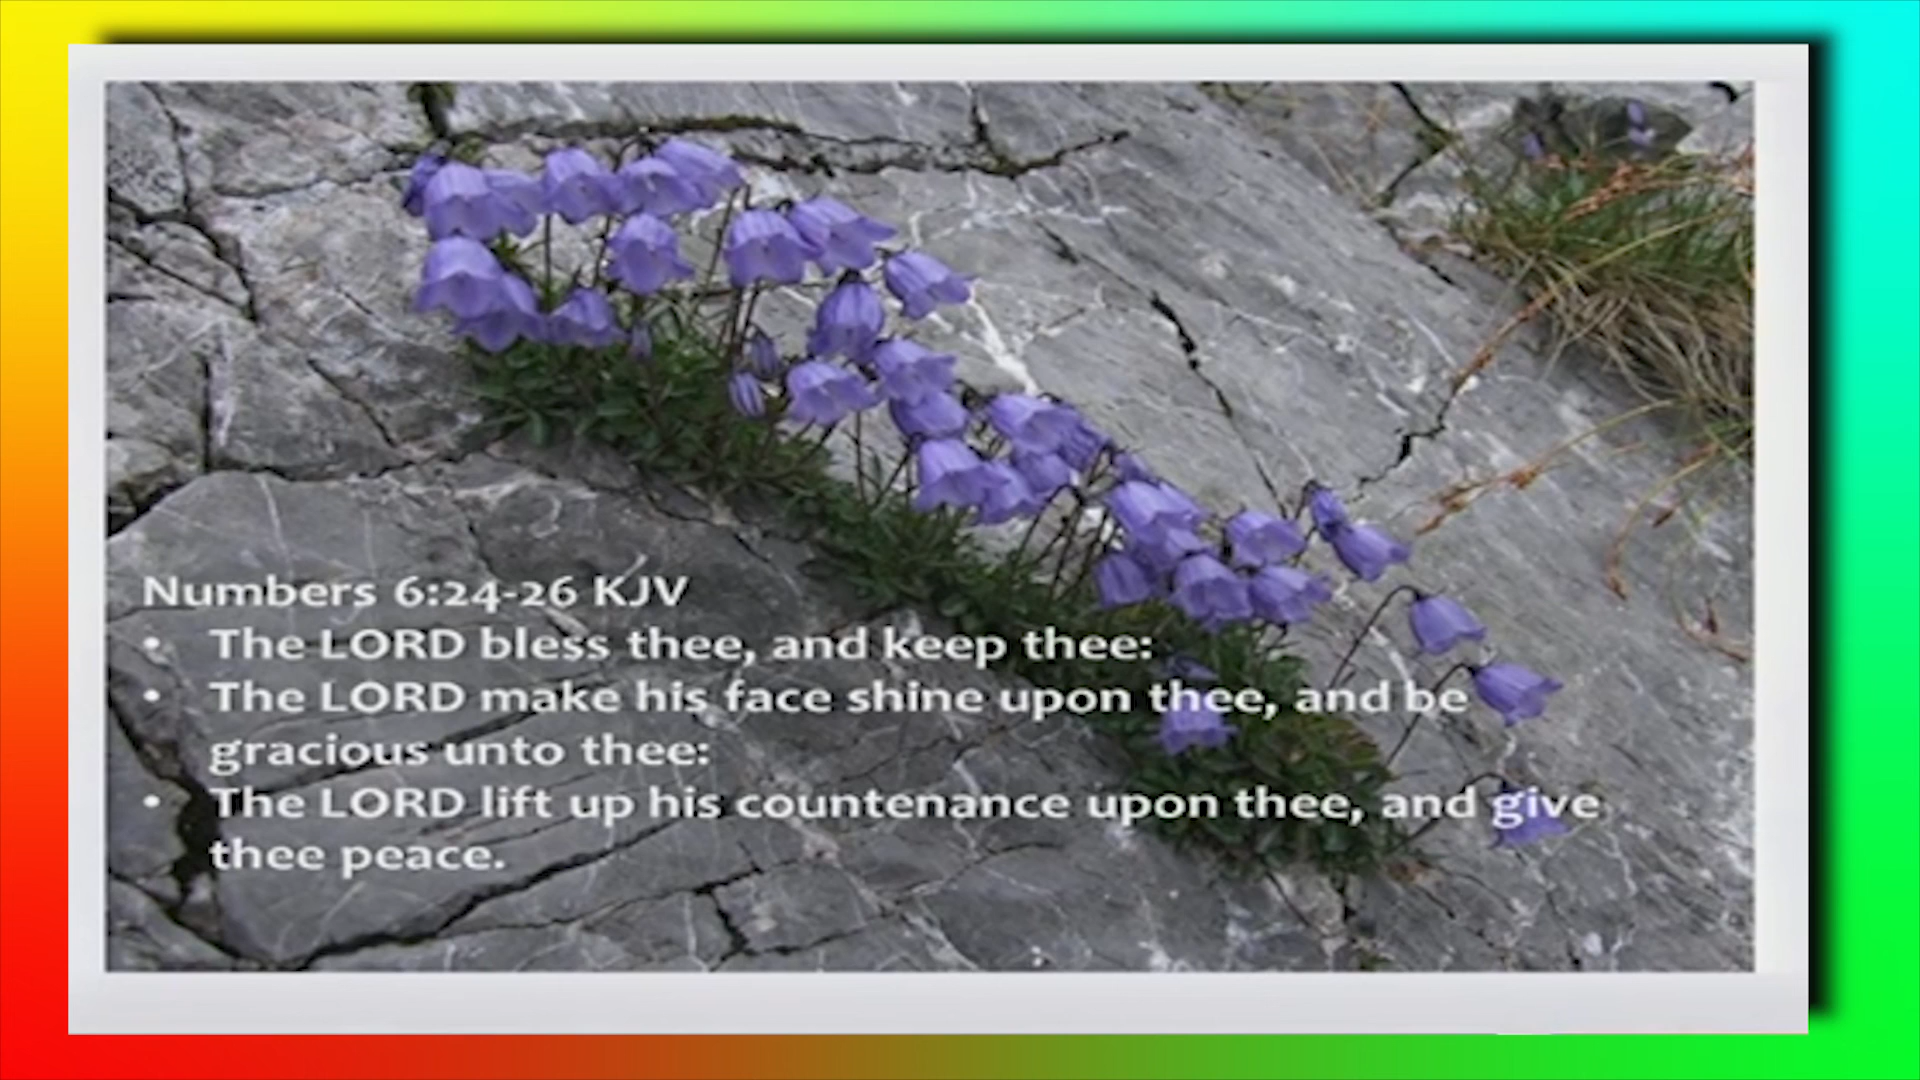 Numbers 6:24-26 KJV
• The LORD bless thee, and keep thee:
• The LORD make his face shine upon thee, and be
gracious unto thee:
• The LORD lift up his countenance upon thee, and give
thee peace.